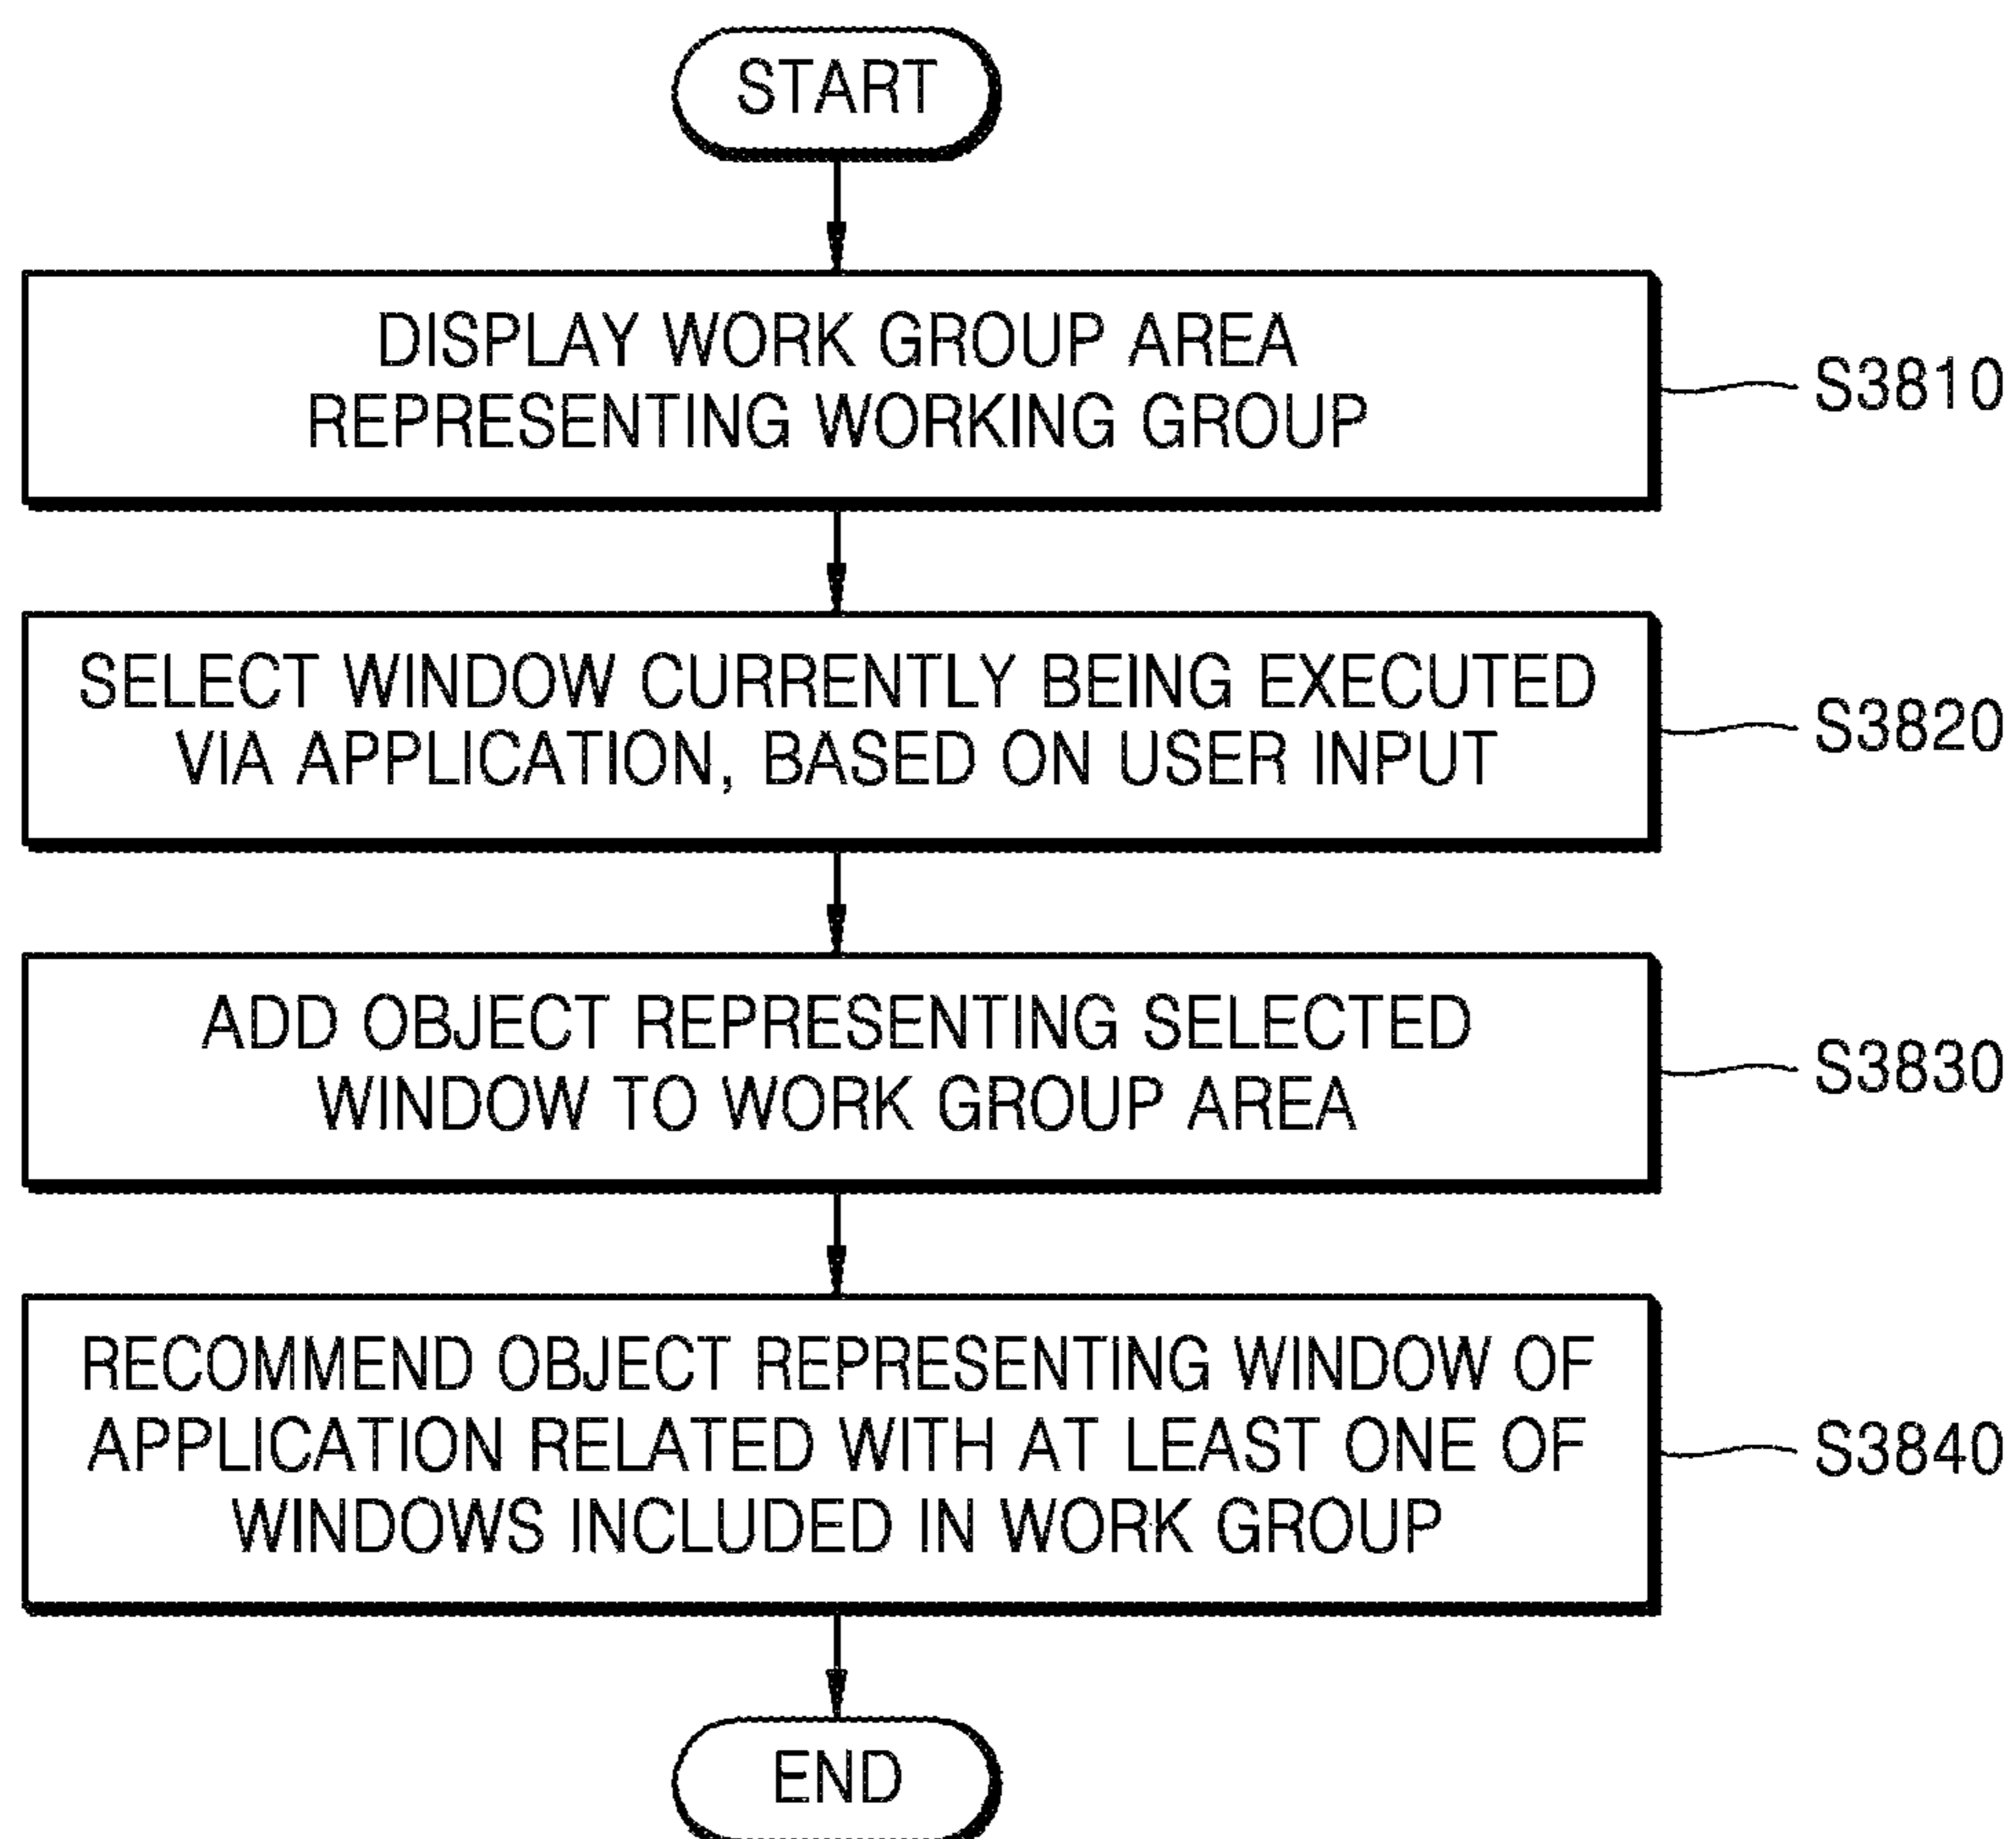 START
DISPLAY WORK GROUP AREA
REPRESENTING WORKING GROUP
S3810
SELECT WINDOW CURRENTLY BEING EXECUTED
VIA APPLICATION, BASED ON USER INPUT
S3820
ADD OBJECT REPRESENTING SELECTED
WINDOW TO WORK GROUP AREA
S3830
RECOMMEND OBJECT REPRESENTING WINDOW OF
APPLICATION RELATED WITH AT LEAST ONE OF
WINDOWS INCLUDED IN WORK GROUP
S3840
END